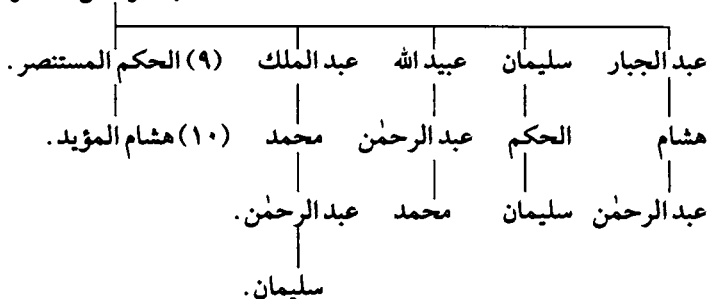 عبد الجبار سليمان عبيد الله عبد الملك (٩) الحكم المستنصر.
هشام الحكم عبد الرحمٰن محمد (١٠) هشام المؤيد.
عبد الرحمٰن سليمان محمد عبد الرحمٰن.
سليمان.